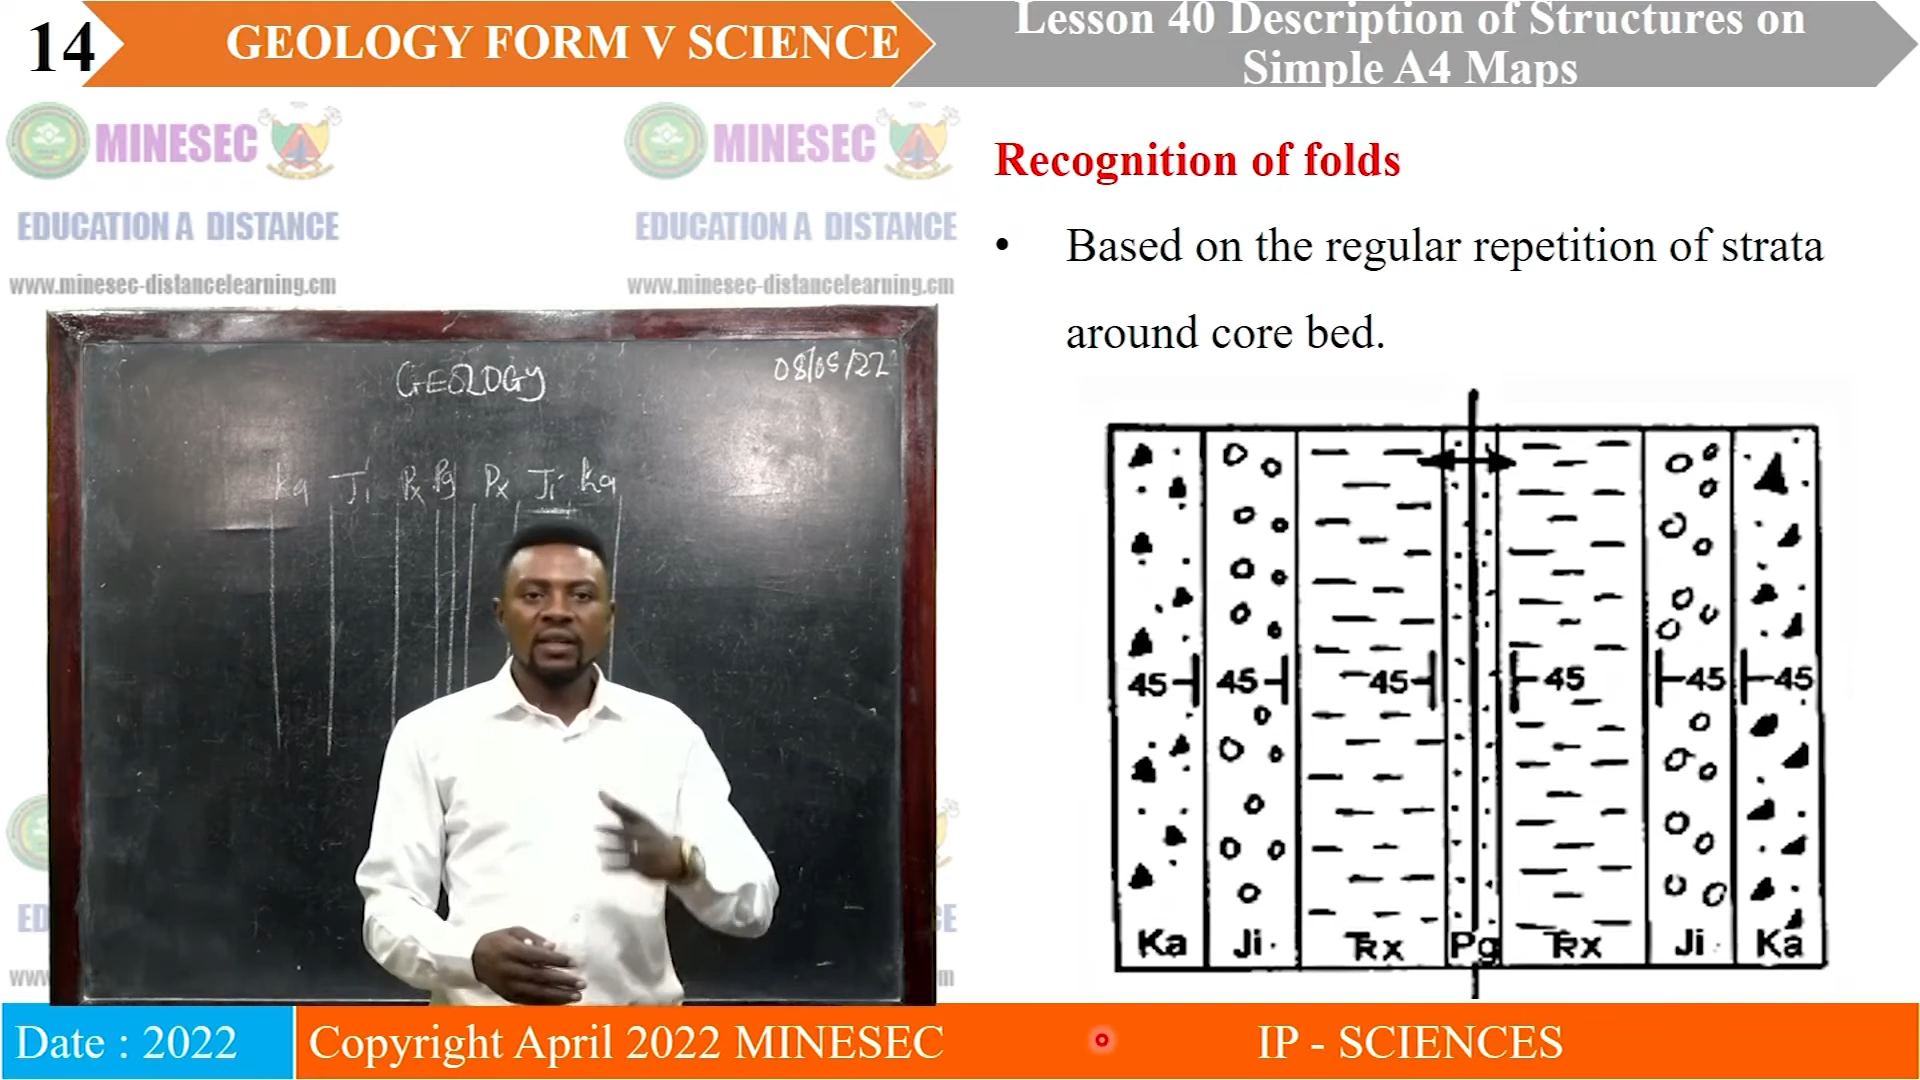 14
GEOLOGY FORM V SCIENCE
Lesson 40 Description of Structures on
Simple A4 Maps
MINESEC
MINESEC
EDUCATION A DISTANCE
EDUCATION A DISTANCE
www.minesec-distancelearning.cm
www.minesec-distancelearning.cm
GEOLOGY
08/05/22
Ka Ji Px Pg Px Ji Ka
Recognition of folds
• Based on the regular repetition of strata
around core bed.
45 45 45 45 45 45
Ka Ji Rx Pg Rx Ji Ka
Date : 2022
Copyright April 2022 MINESEC
IP - SCIENCES